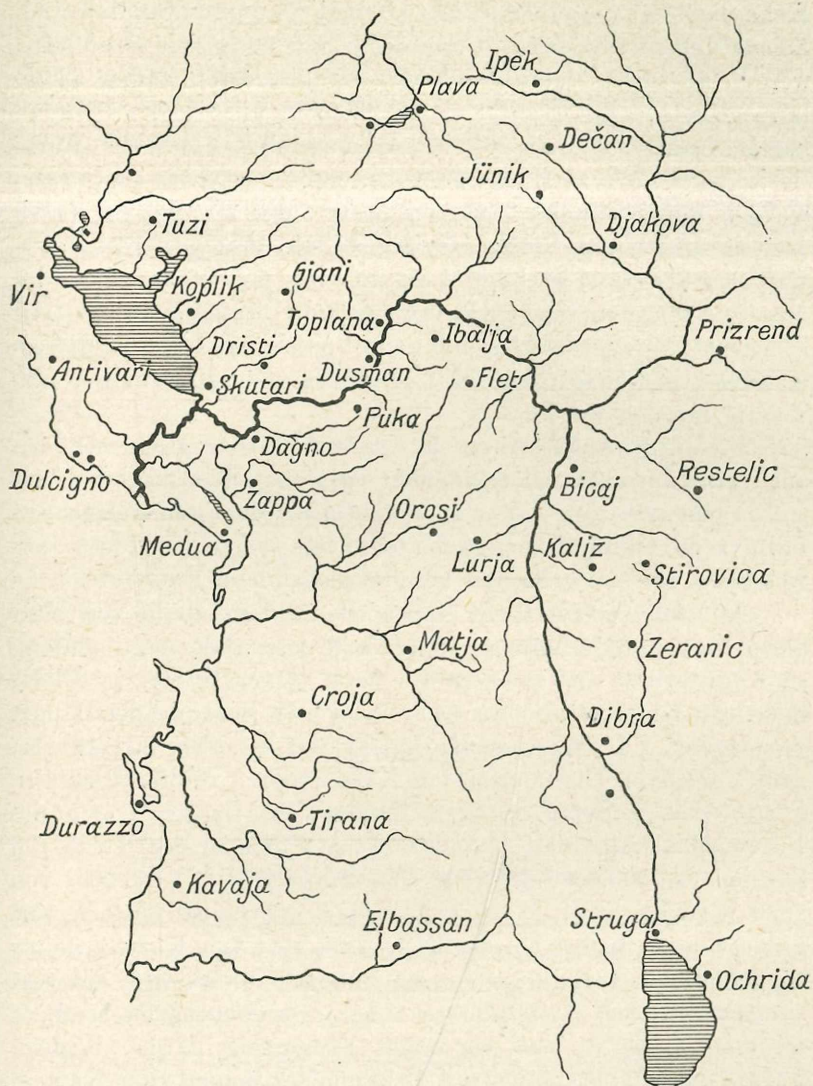 Ipek
Plava
Dečan
Jünik
Tuzi
Djakova
Vir
Koplik
Gjani
Toplana
Ibalja
Prizrend
Dristi
Antivari
Skutari
Dusman
Flet
Puka
Dagno
Dulcigno
Zappa
Bicaj
Restelic
Orosi
Medua
Lurja
Kaliz
Stirovica
Matja
Zeranic
Croja
Dibra
Durazzo
Tirana
Kavaja
Elbassan
Struga
Ochrida